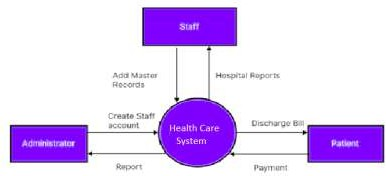 Staff
Add Master
Records
Hospital Reports
Create Staff
account
Health Care
System
Discharge Bill
Administrator
Patient
Report
Payment